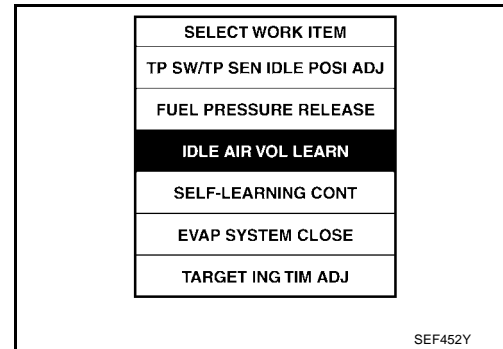 SELECT WORK ITEM
TP SW/TP SEN IDLE POSI ADJ
FUEL PRESSURE RELEASE
IDLE AIR VOL LEARN
SELF-LEARNING CONT
EVAP SYSTEM CLOSE
TARGET ING TIM ADJ
SEF452Y